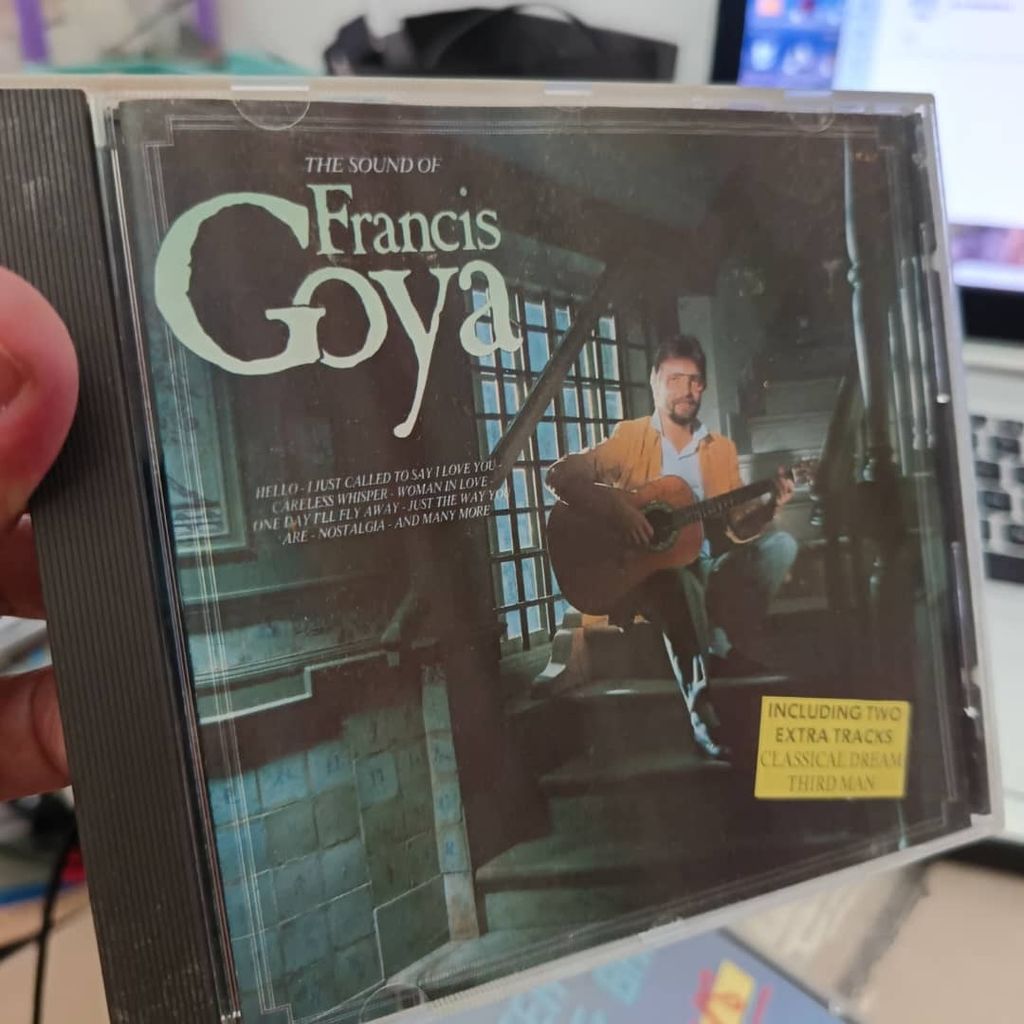 THE SOUND OF
Francis
Goya
HELLO - I JUST CALLED TO SAY I LOVE YOU -
CARELESS WHISPER - WOMAN IN LOVE -
ONE DAY I'LL FLY AWAY - JUST THE WAY YOU
ARE - NOSTALGIA - AND MANY MORE
INCLUDING TWO
EXTRA TRACKS
CLASSICAL DREAM
THIRD MAN